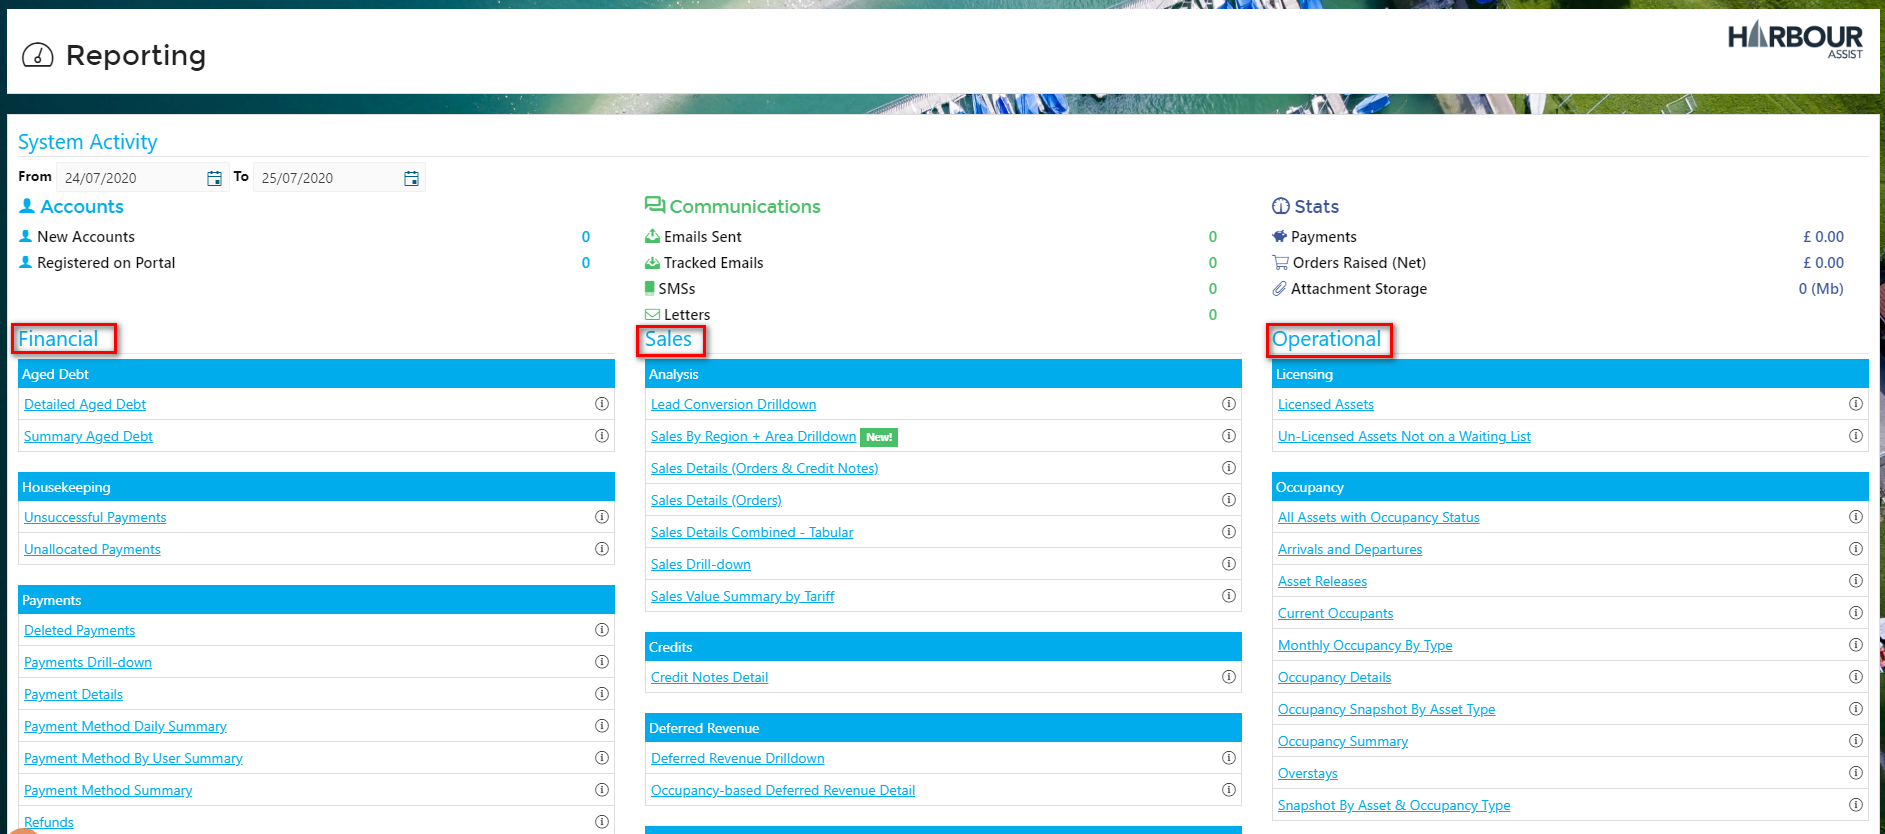 Reporting
HARBOUR
ASSIST
System Activity
From 24/07/2020 To 25/07/2020
Accounts
New Accounts 0
Registered on Portal 0
Communications
Emails Sent 0
Tracked Emails 0
SMSs 0
Letters 0
Stats
Payments £ 0.00
Orders Raised (Net) £ 0.00
Attachment Storage 0 (Mb)
Financial
Aged Debt
Detailed Aged Debt
Summary Aged Debt
Housekeeping
Unsuccessful Payments
Unallocated Payments
Payments
Deleted Payments
Payments Drill-down
Payment Details
Payment Method Daily Summary
Payment Method By User Summary
Payment Method Summary
Refunds
Sales
Analysis
Lead Conversion Drilldown
Sales By Region + Area Drilldown New!
Sales Details (Orders & Credit Notes)
Sales Details (Orders)
Sales Details Combined - Tabular
Sales Drill-down
Sales Value Summary by Tariff
Credits
Credit Notes Detail
Deferred Revenue
Deferred Revenue Drilldown
Occupancy-based Deferred Revenue Detail
Operational
Licensing
Licensed Assets
Un-Licensed Assets Not on a Waiting List
Occupancy
All Assets with Occupancy Status
Arrivals and Departures
Asset Releases
Current Occupants
Monthly Occupancy By Type
Occupancy Details
Occupancy Snapshot By Asset Type
Occupancy Summary
Overstays
Snapshot By Asset & Occupancy Type